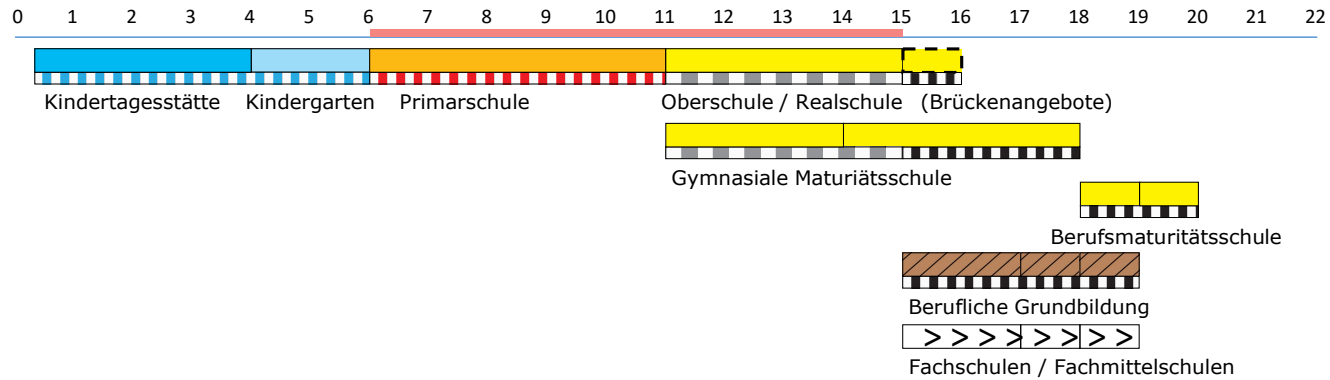 0 1 2 3 4 5 6 7 8 9 10 11 12 13 14 15 16 17 18 19 20 21 22
Kindertagesstätte Kindergarten Primarschule Oberschule / Realschule (Brückenangebote)
Gymnasiale Maturiätsschule
Berufsmaturitätsschule
Berufliche Grundbildung
> > > > > > > >
Fachschulen / Fachmittelschulen